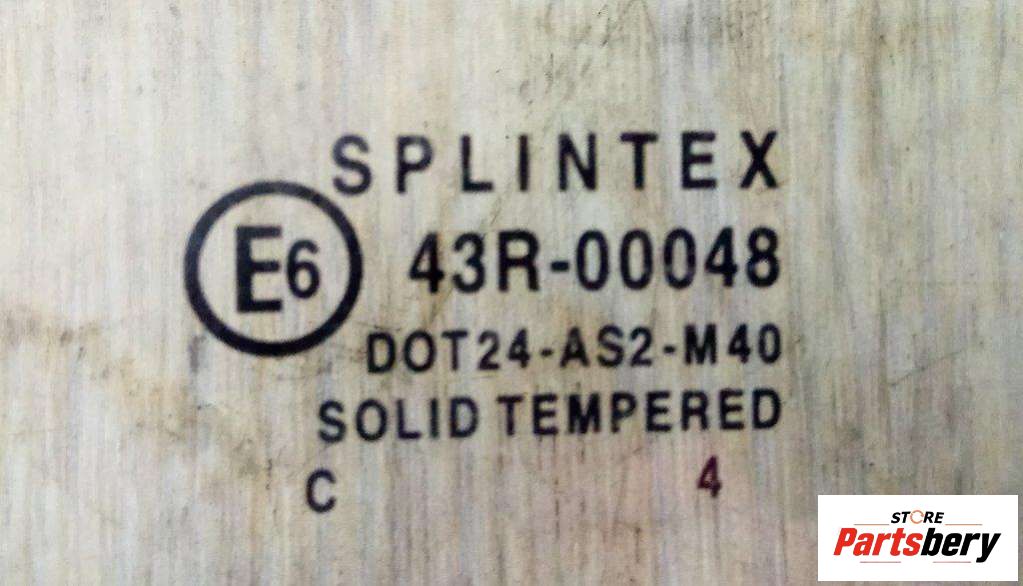 SPLINTEX
E6
43R-00048
DOT24-AS2-M40
SOLID TEMPERED
C 4
STORE
Partsbery